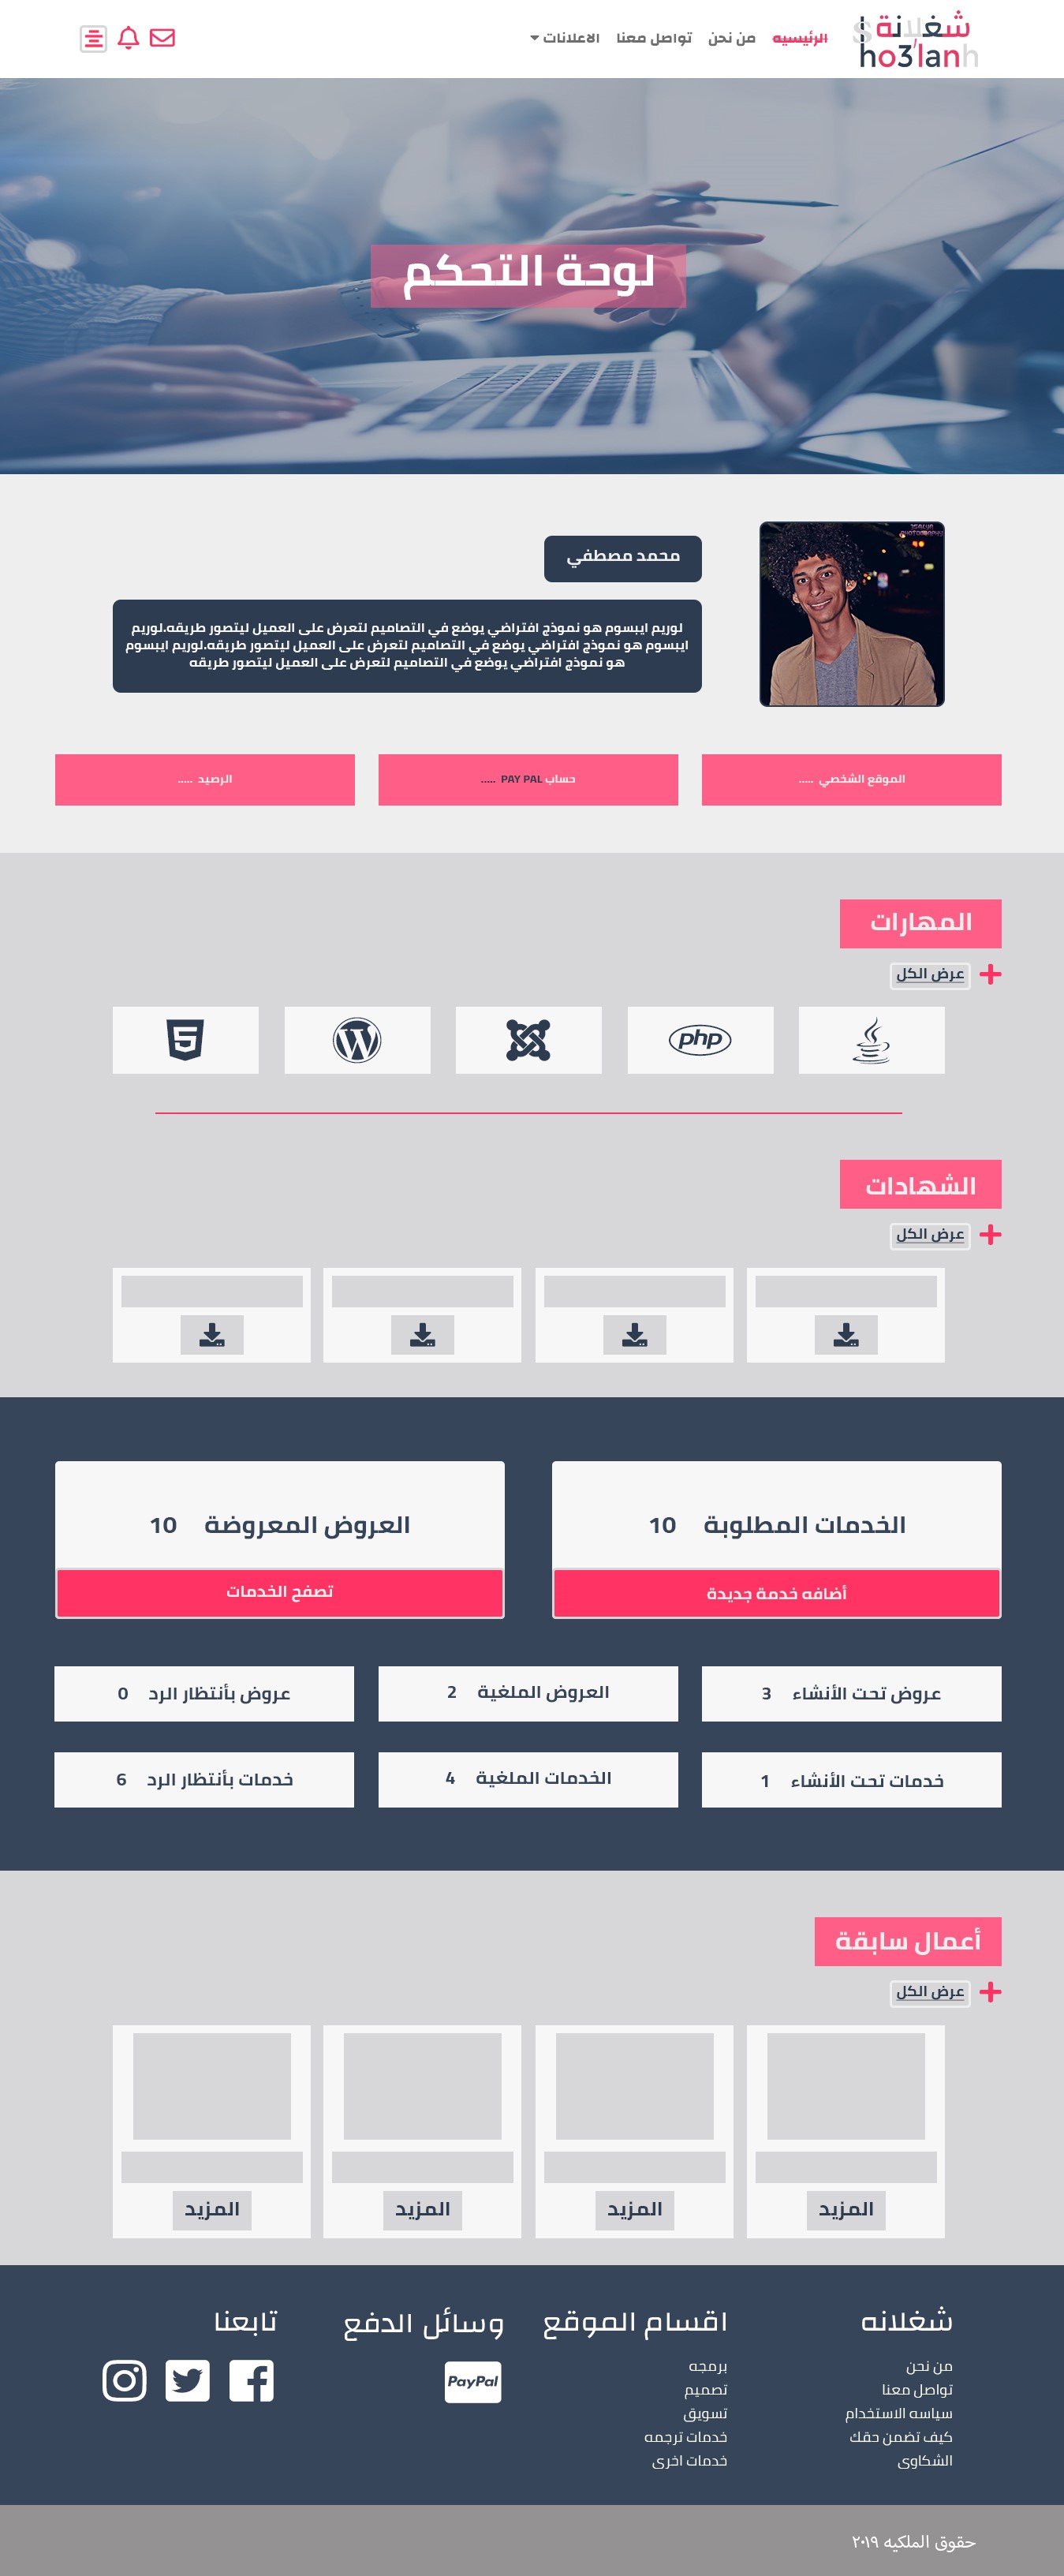 شغلانة
$ho3lanh
الرئيسيه
من نحن
تواصل معنا
الاعلانات
لوحة التحكم
محمد مصطفي
لوريم ايبسوم هو نموذج افتراضي يوضع في التصاميم لتعرض على العميل ليتصور طريقه.لوريم
ايبسوم هو نموذج افتراضي يوضع في التصاميم لتعرض على العميل ليتصور طريقه.لوريم ايبسوم
هو نموذج افتراضي يوضع في التصاميم لتعرض على العميل ليتصور طريقه
الموقع الشخصي .....
حساب PAY PAL .....
الرصيد .....
المهارات
عرض الكل
php
5
الشهادات
عرض الكل
الخدمات المطلوبة 10
أضافه خدمة جديدة
العروض المعروضة 10
تصفح الخدمات
عروض تحت الأنشاء 3
العروض الملغية 2
عروض بأنتظار الرد 0
خدمات تحت الأنشاء 1
الخدمات الملغية 4
خدمات بأنتظار الرد 6
أعمال سابقة
عرض الكل
المزيد
المزيد
المزيد
المزيد
شغلانه
من نحن
تواصل معنا
سياسه الاستخدام
كيف تضمن حقك
الشكاوى
اقسام الموقع
برمجه
تصميم
تسويق
خدمات ترجمه
خدمات اخرى
وسائل الدفع
PayPal
تابعنا
حقوق الملكيه ٢٠١٩